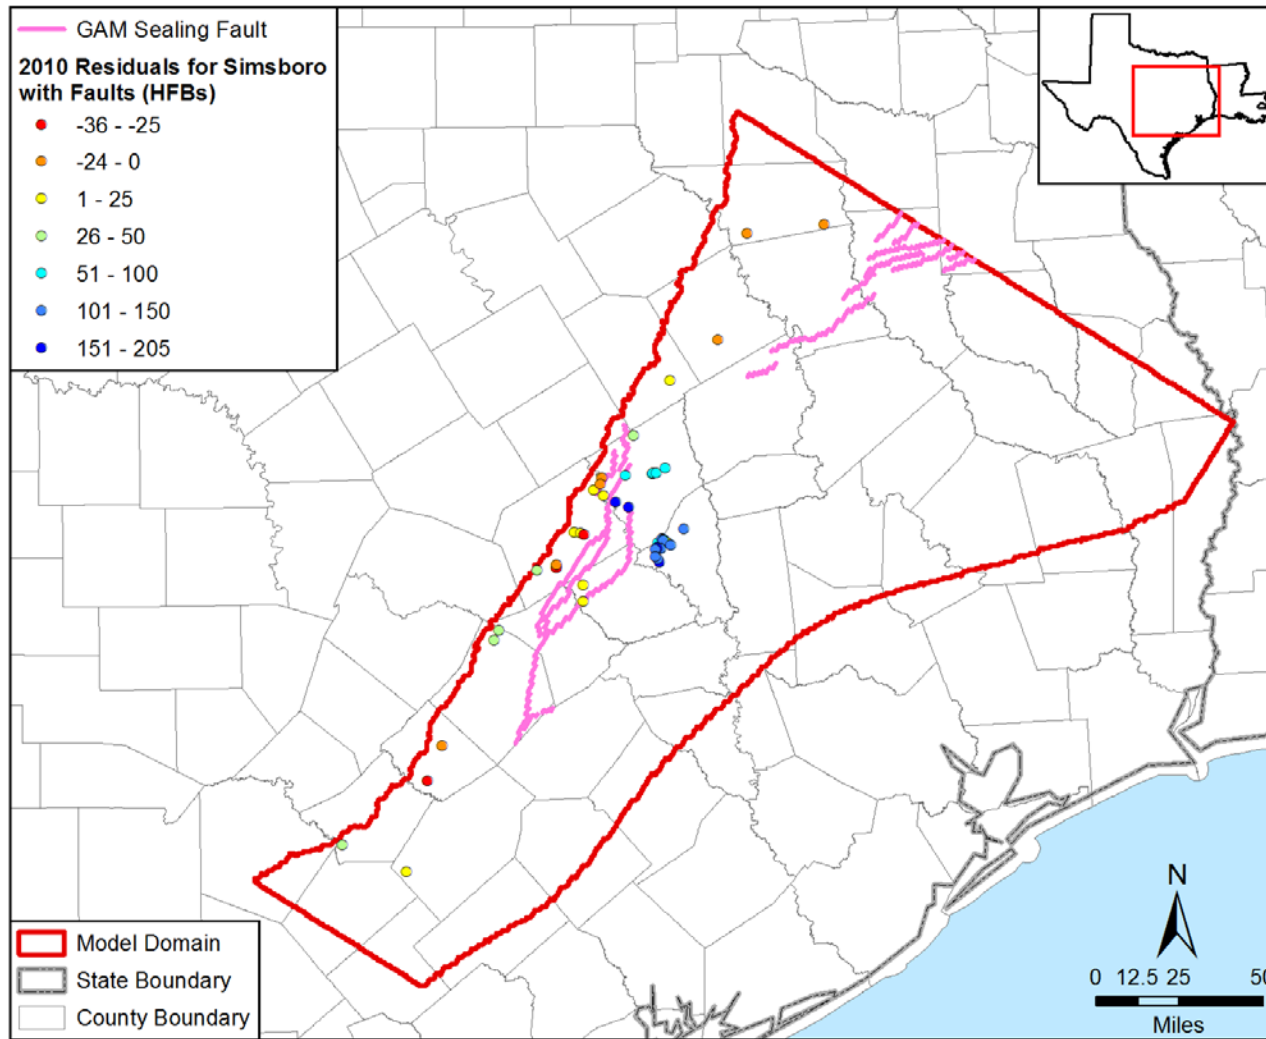 GAM Sealing Fault
2010 Residuals for Simsboro
with Faults (HFBs)
-36 - -25
-24 - 0
1 - 25
26 - 50
51 - 100
101 - 150
151 - 205
Model Domain
State Boundary
County Boundary
N
0 12.5 25 50
Miles